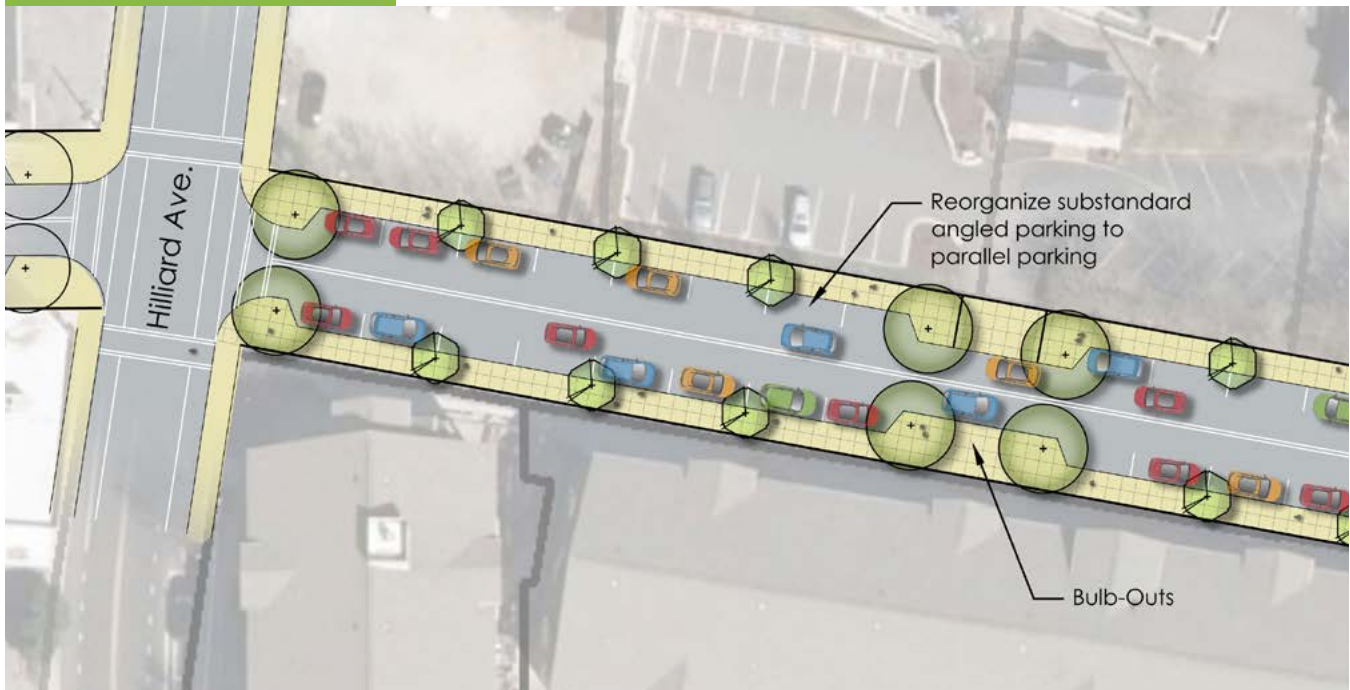 Hilliard Ave.
Reorganize substandard
angled parking to
parallel parking
Bulb-Outs